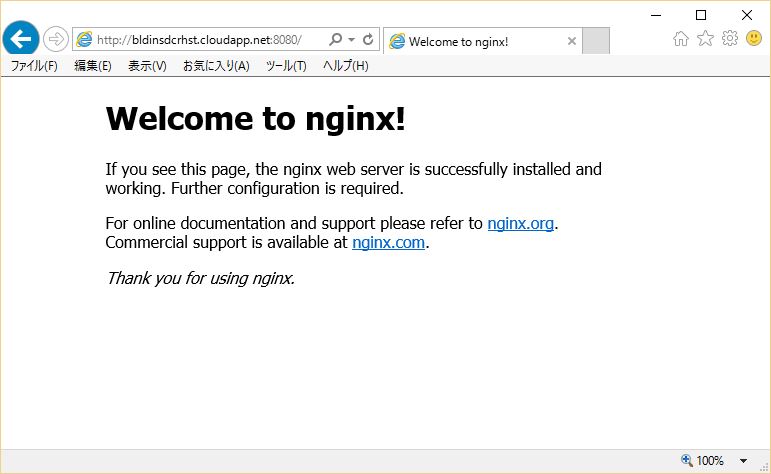 http://bldinsdcrhst.cloudapp.net:8080/
Welcome to nginx!
ファイル(F) 編集(E) 表示(V) お気に入り(A) ツール(T) ヘルプ(H)
Welcome to nginx!
If you see this page, the nginx web server is successfully installed and
working. Further configuration is required.
For online documentation and support please refer to nginx.org.
Commercial support is available at nginx.com.
Thank you for using nginx.
100%